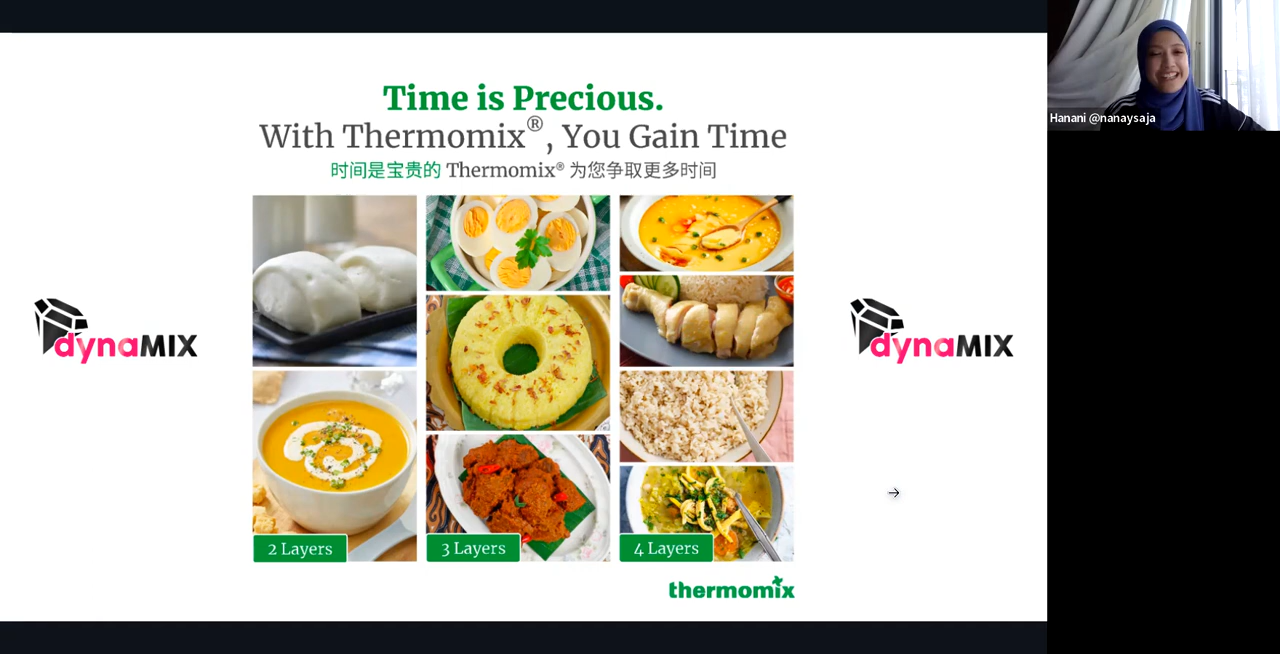 Time is Precious.
With Thermomix®, You Gain Time
时间是宝贵的 Thermomix® 为您争取更多时间
dynaMIX
dynaMIX
2 Layers
3 Layers
4 Layers
thermomix
Hanani @nanaysaja